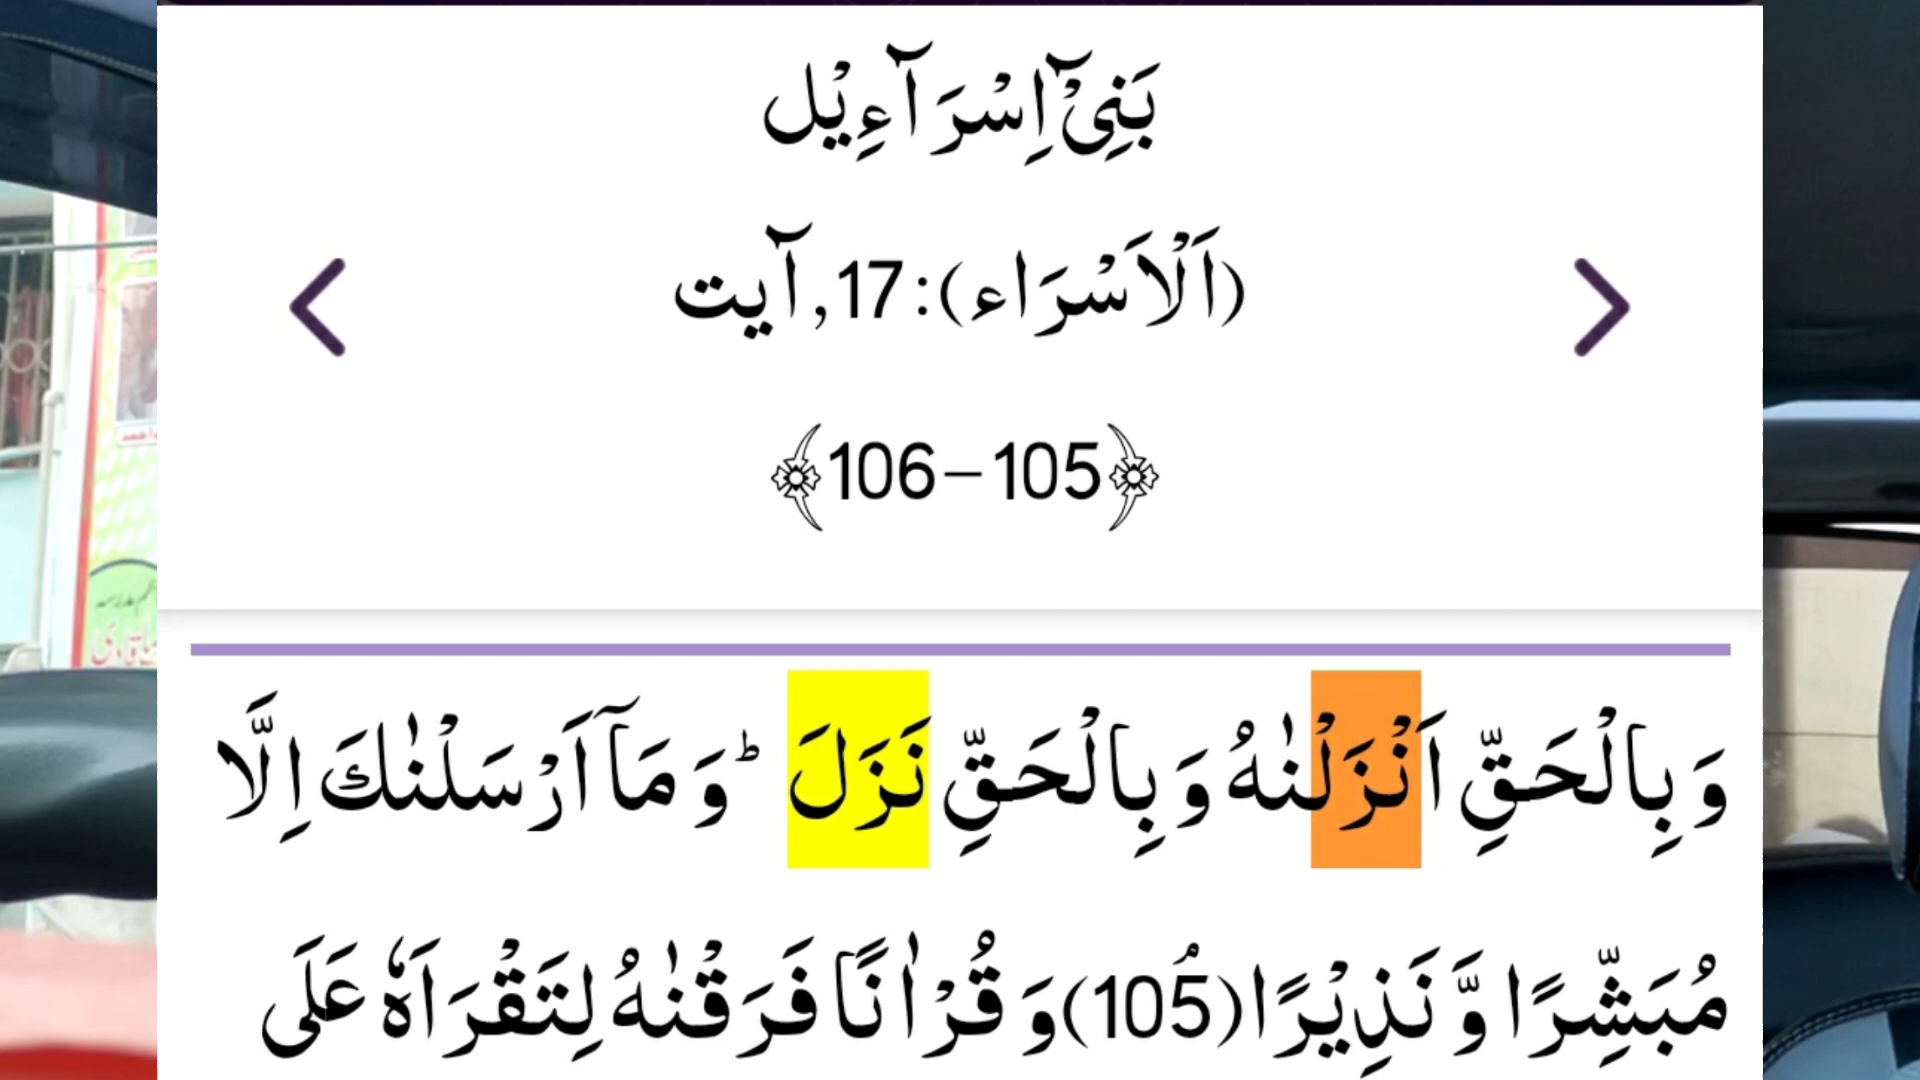 بَنِیْۤ اِسْرَآءِیْل
(اَلْاَسْرَاء):17, آیت
﴿105–106﴾
وَ بِالْحَقِّ اَنْزَلْنٰهُ وَ بِالْحَقِّ نَزَلَ ؕ وَ مَاۤ اَرْسَلْنٰكَ اِلَّا
مُبَشِّرًا وَّ نَذِیْرًا(105)ۘ وَ قُرْاٰنًا فَرَقْنٰهُ لِتَقْرَاَهٗ عَلَى